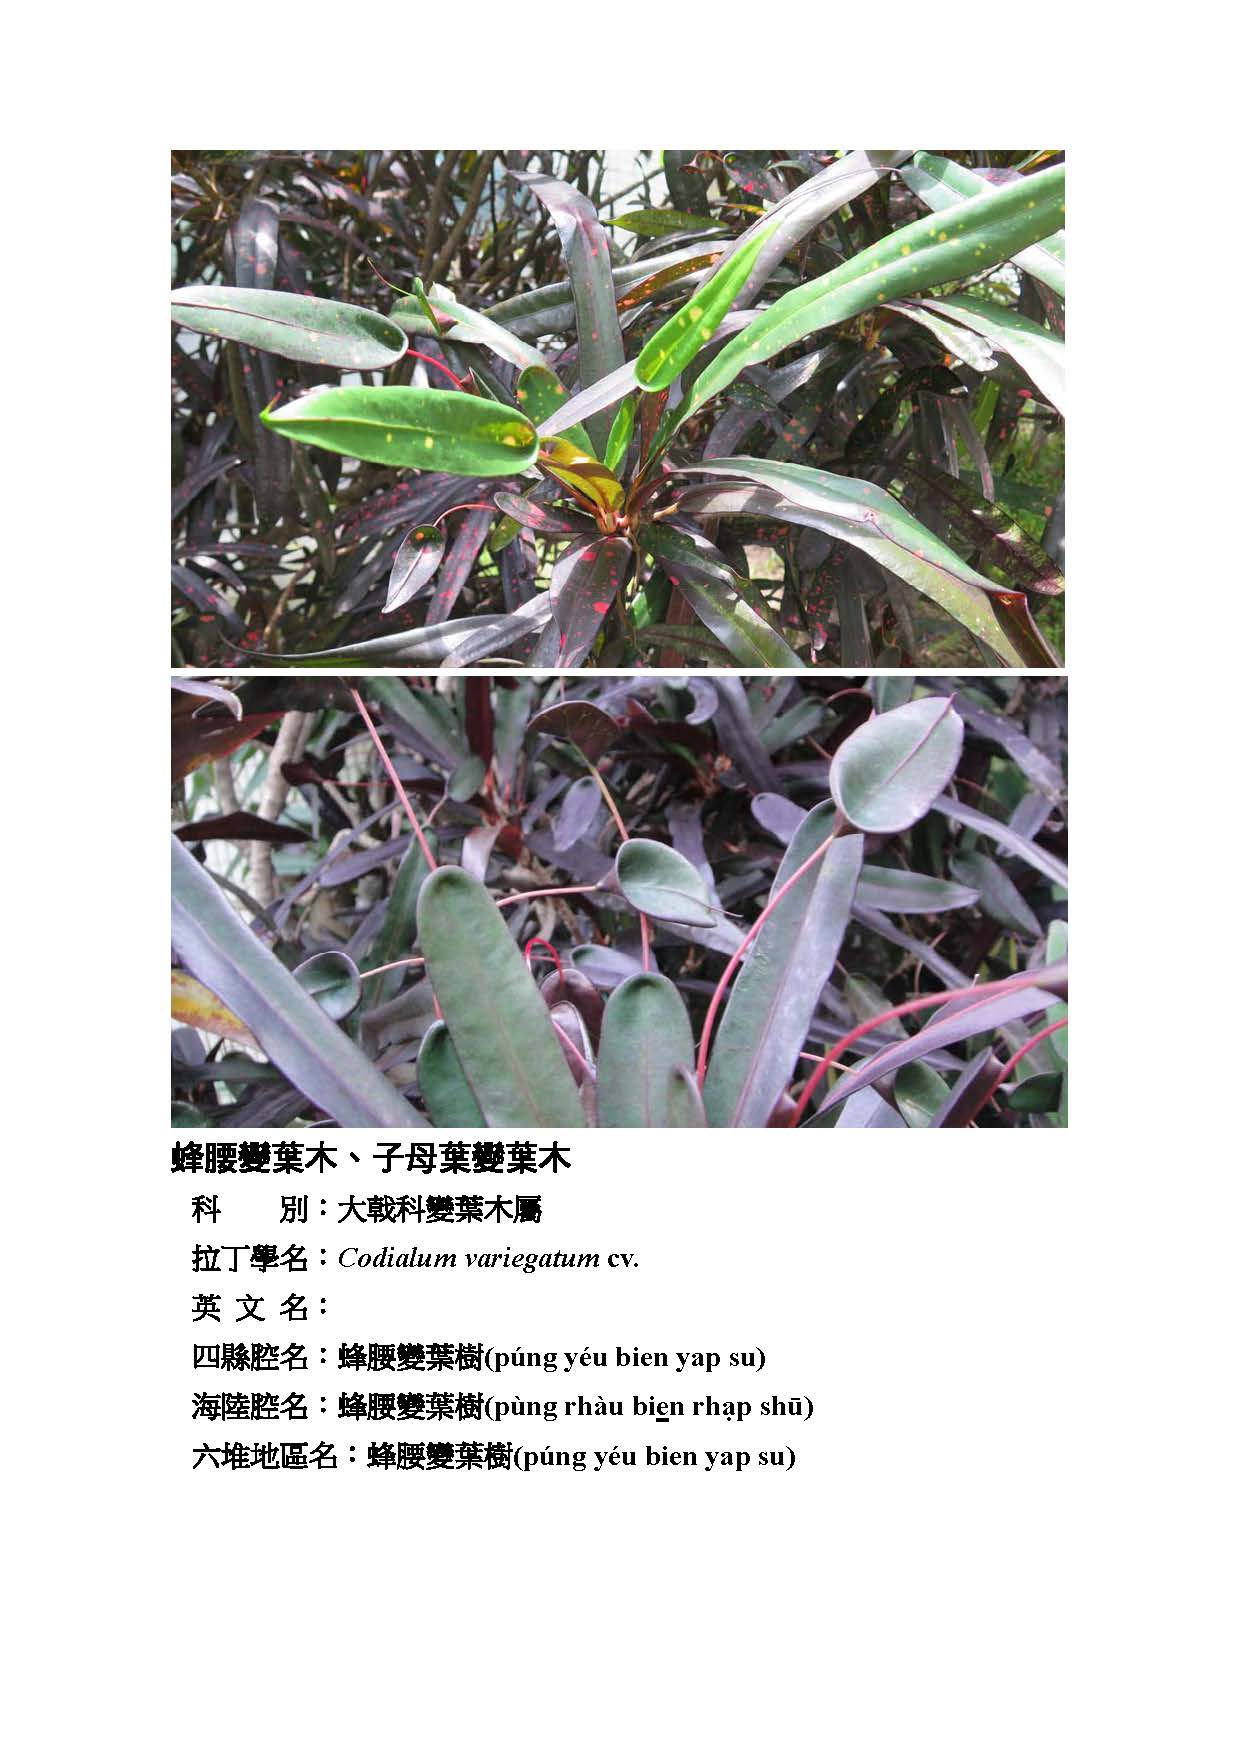 蜂腰變葉木、子母葉變葉木
科　　別：大戟科變葉木屬
拉丁學名：Codialum variegatum cv.
英 文 名：
四縣腔名：蜂腰變葉樹(púng yéu bien yap su)
海陸腔名：蜂腰變葉樹(pùng rhàu bien rhạp shū)
六堆地區名：蜂腰變葉樹(púng yéu bien yap su)